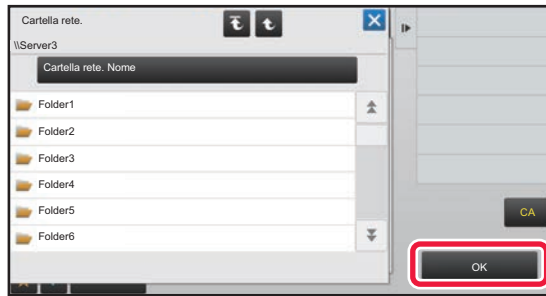 Cartella rete.
\\Server3
Cartella rete. Nome
Folder1
Folder2
Folder3
Folder4
Folder5
Folder6
CA
OK